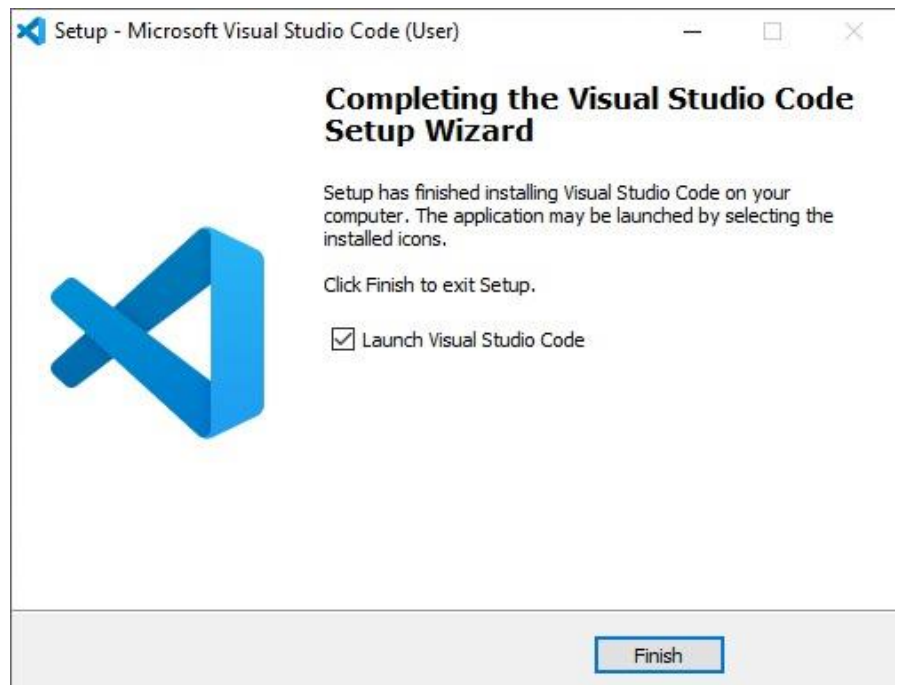 Setup - Microsoft Visual Studio Code (User)
Completing the Visual Studio Code
Setup Wizard
Setup has finished installing Visual Studio Code on your
computer. The application may be launched by selecting the
installed icons.
Click Finish to exit Setup.
Launch Visual Studio Code
Finish